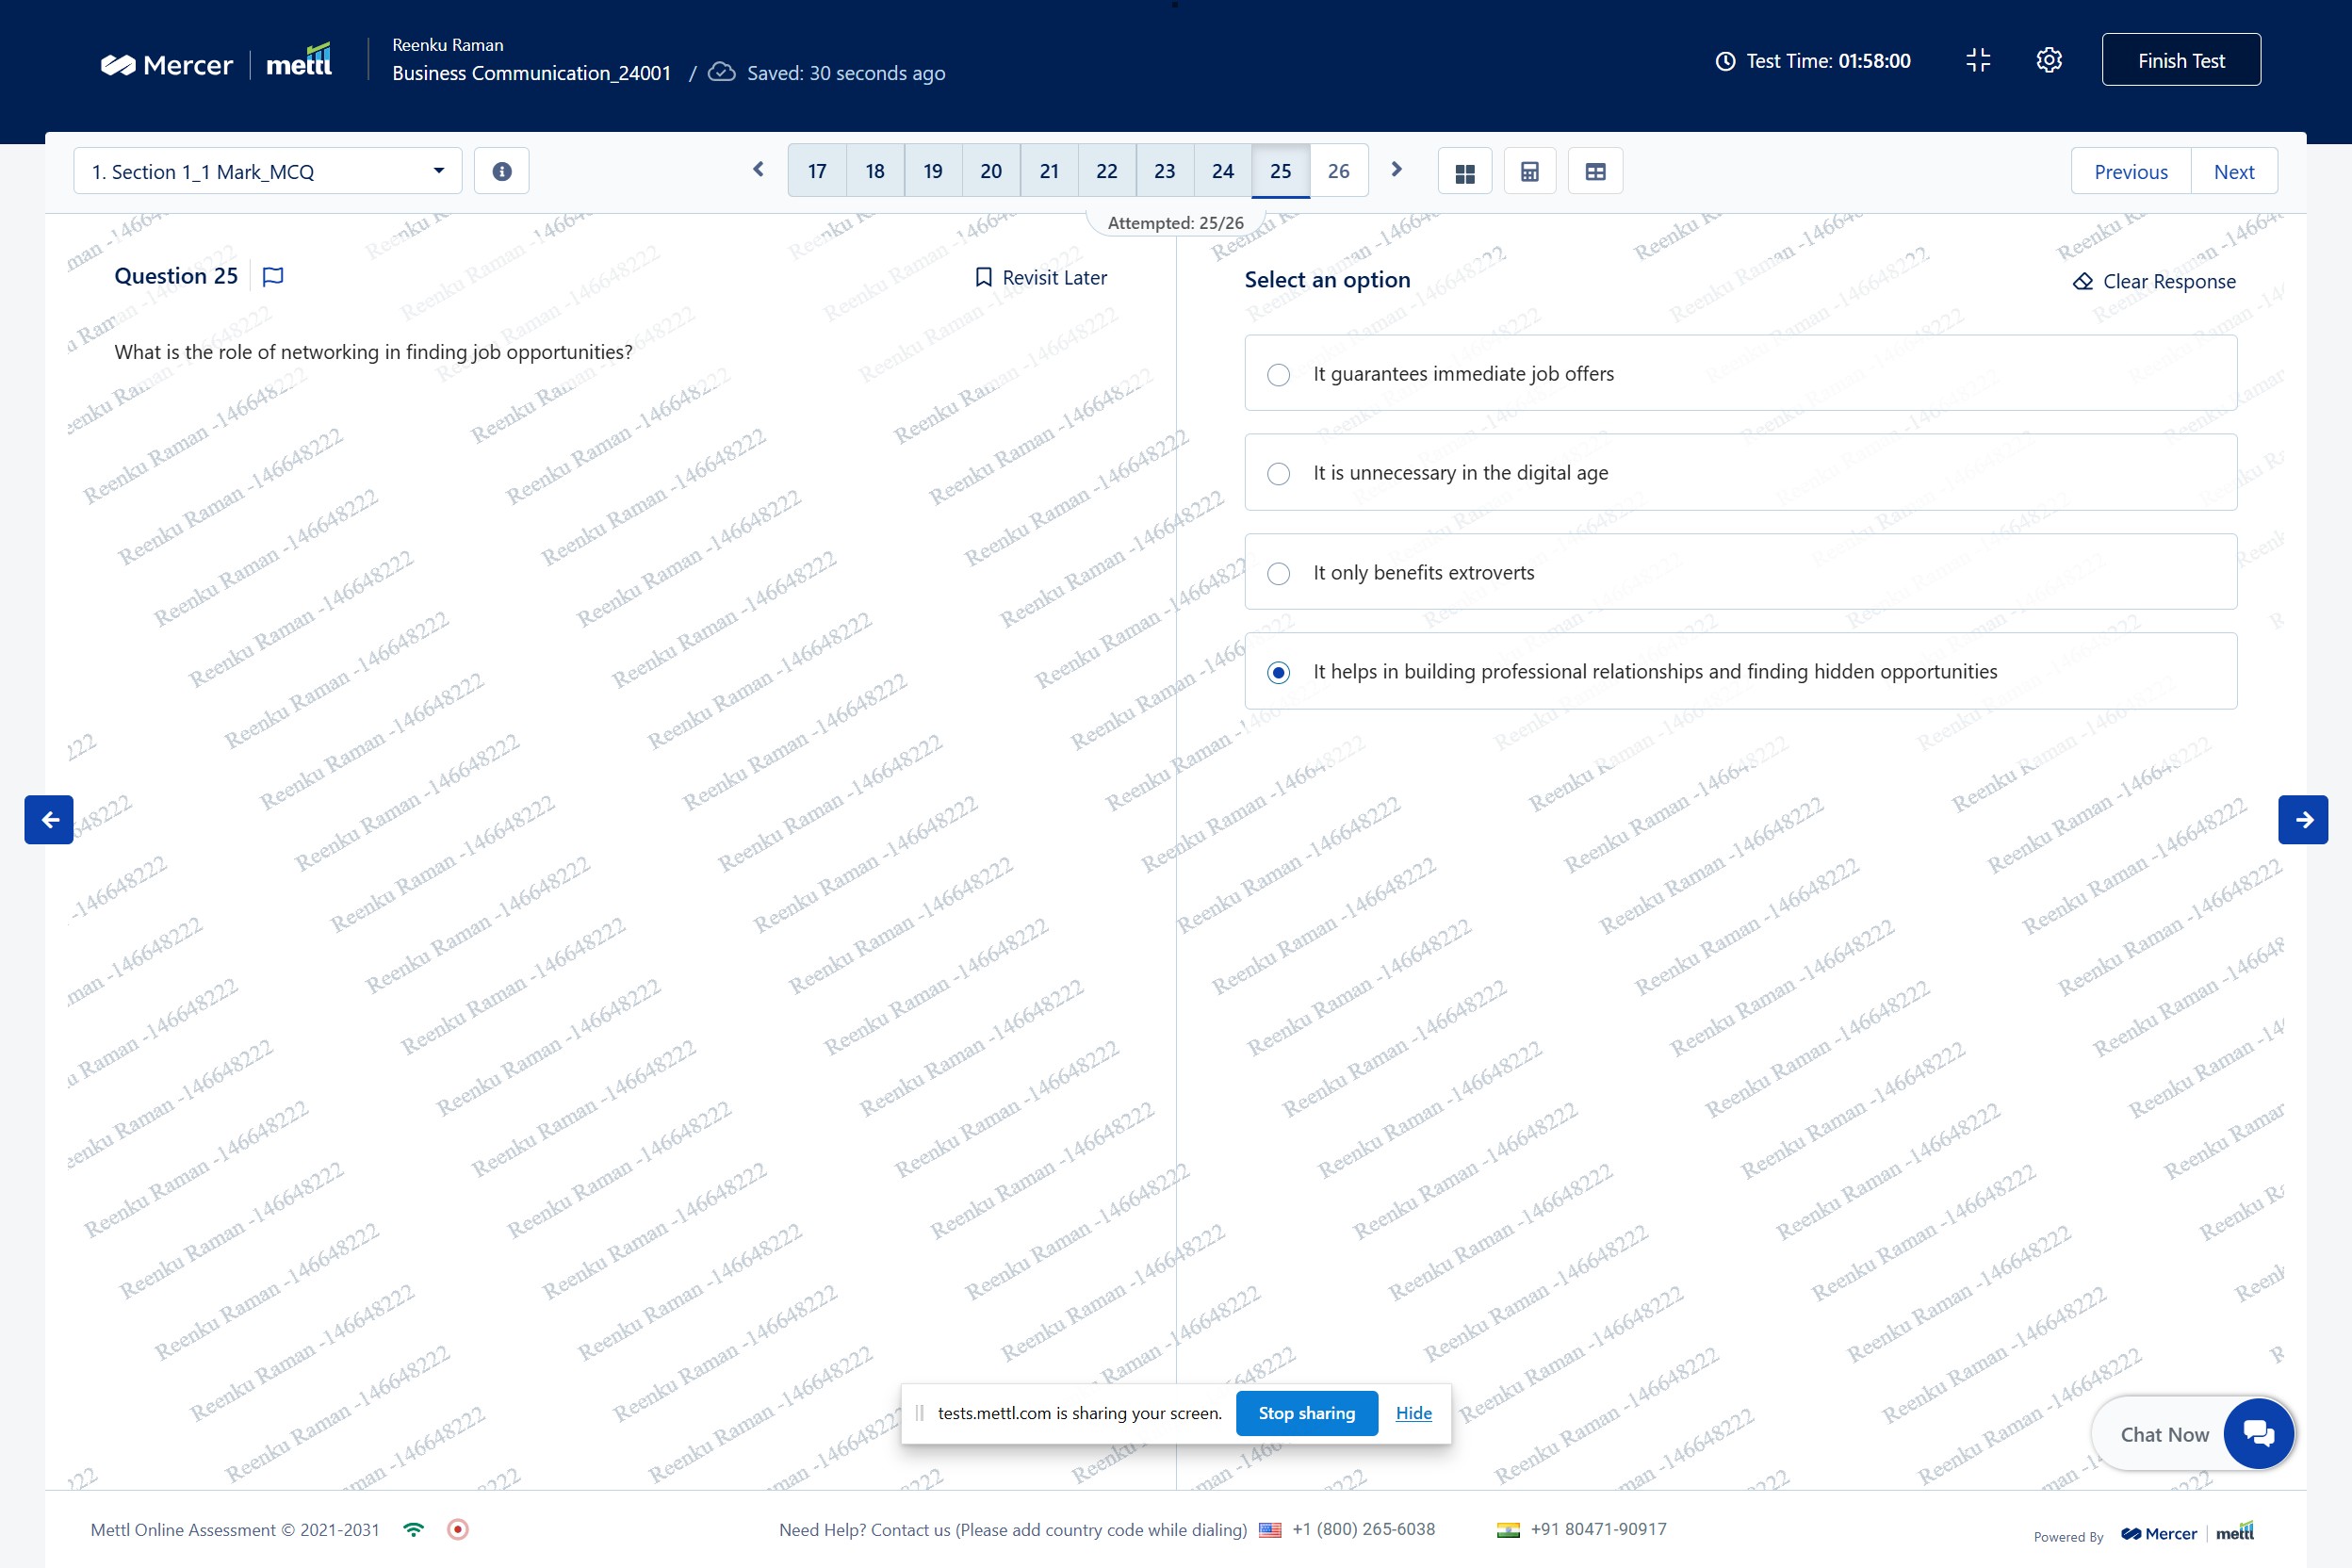 Mercer mettl
Reenku Raman
Business Communication_24001 / Saved: 30 seconds ago
Test Time: 01:58:00
Finish Test
1. Section 1_1 Mark_MCQ
17 18 19 20 21 22 23 24 25 26
Previous Next
Attempted: 25/26
Question 25
Revisit Later
What is the role of networking in finding job opportunities?
Select an option
Clear Response
It guarantees immediate job offers
It is unnecessary in the digital age
It only benefits extroverts
It helps in building professional relationships and finding hidden opportunities
Reenku Raman -146648222
tests.mettl.com is sharing your screen. Stop sharing Hide
Chat Now
Mettl Online Assessment © 2021-2031
Need Help? Contact us (Please add country code while dialing) +1 (800) 265-6038 +91 80471-90917
Powered By Mercer mettl